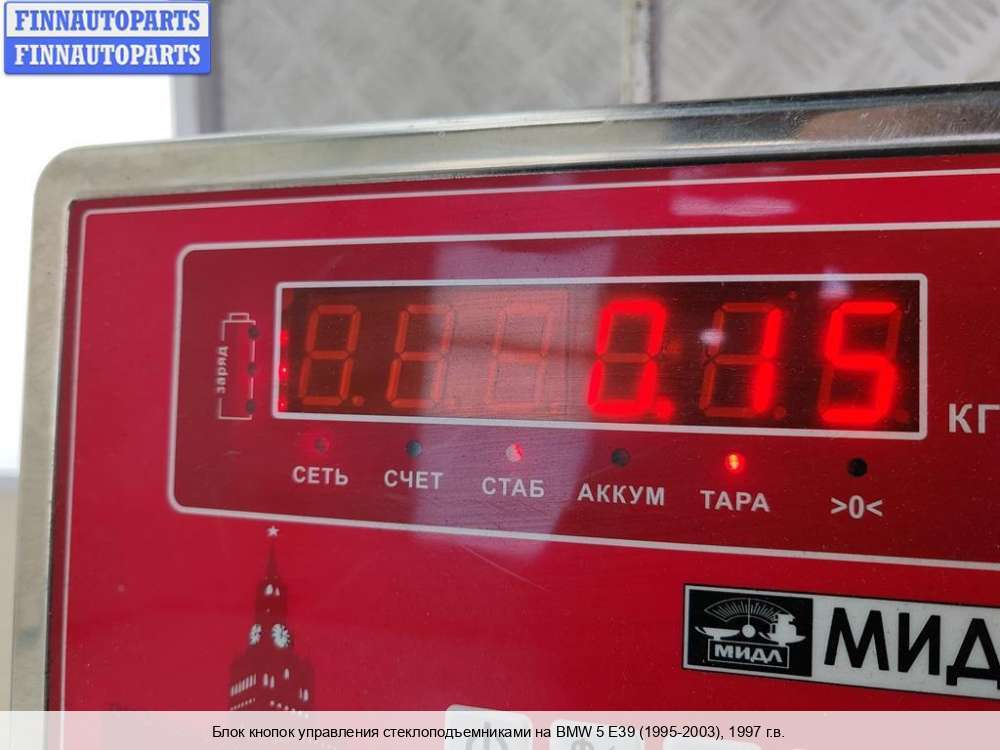 FINNAUTOPARTS
FINNAUTOPARTS
заряд
0.15
КГ
СЕТЬ СЧЕТ СТАБ АККУМ ТАРА >0<
МИДЛ
МИД
Блок кнопок управления стеклоподъемниками на BMW 5 E39 (1995-2003), 1997 г.в.